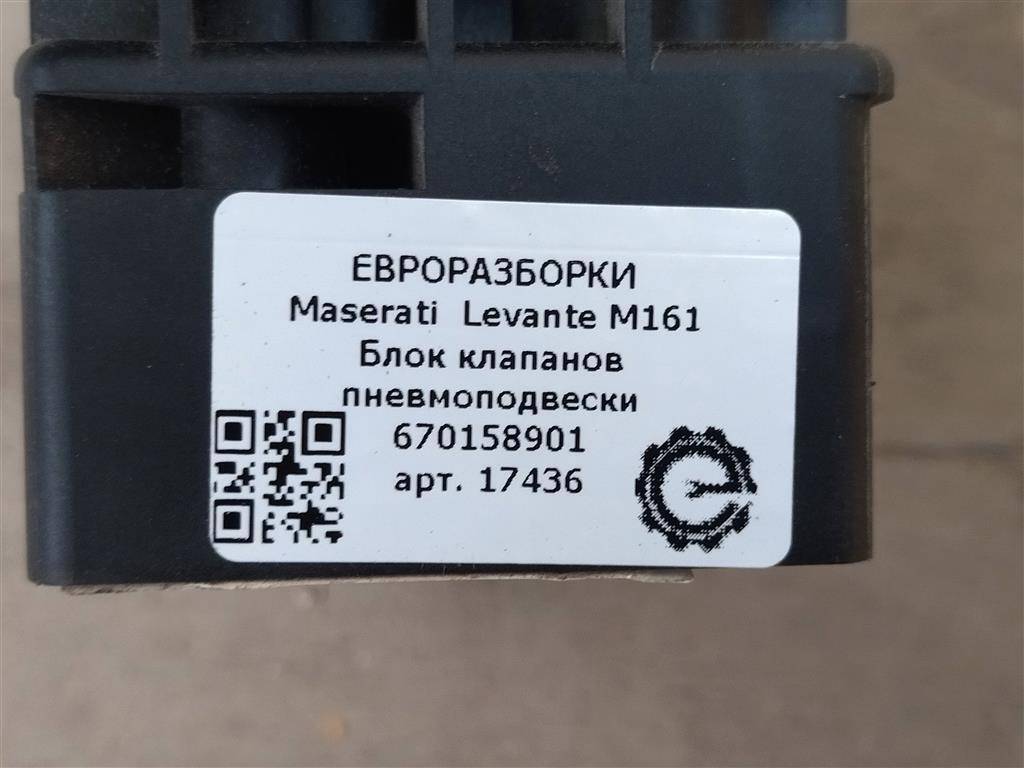 ЕВРОРАЗБОРКИ
Maserati Levante M161
Блок клапанов
пневмоподвески
670158901
арт. 17436